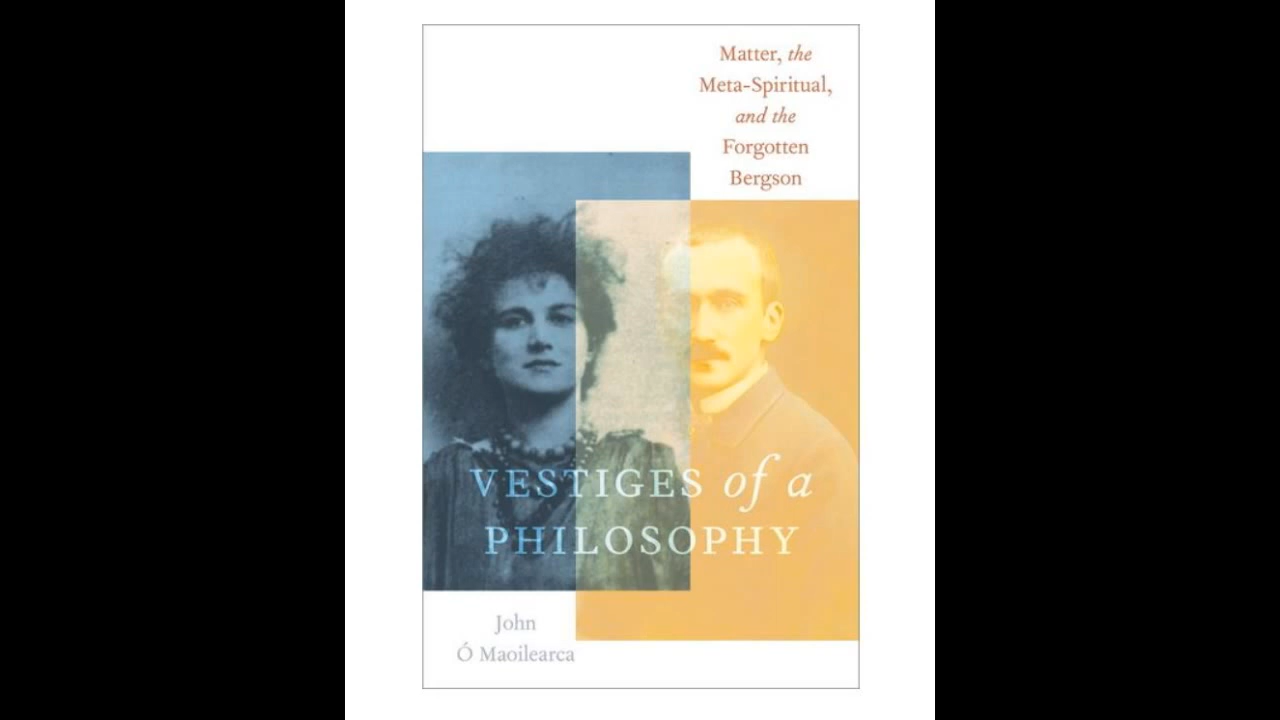 Matter, the
Meta-Spiritual,
and the
Forgotten
Bergson
VESTIGES of a
PHILOSOPHY
John
Ó Maoilearca